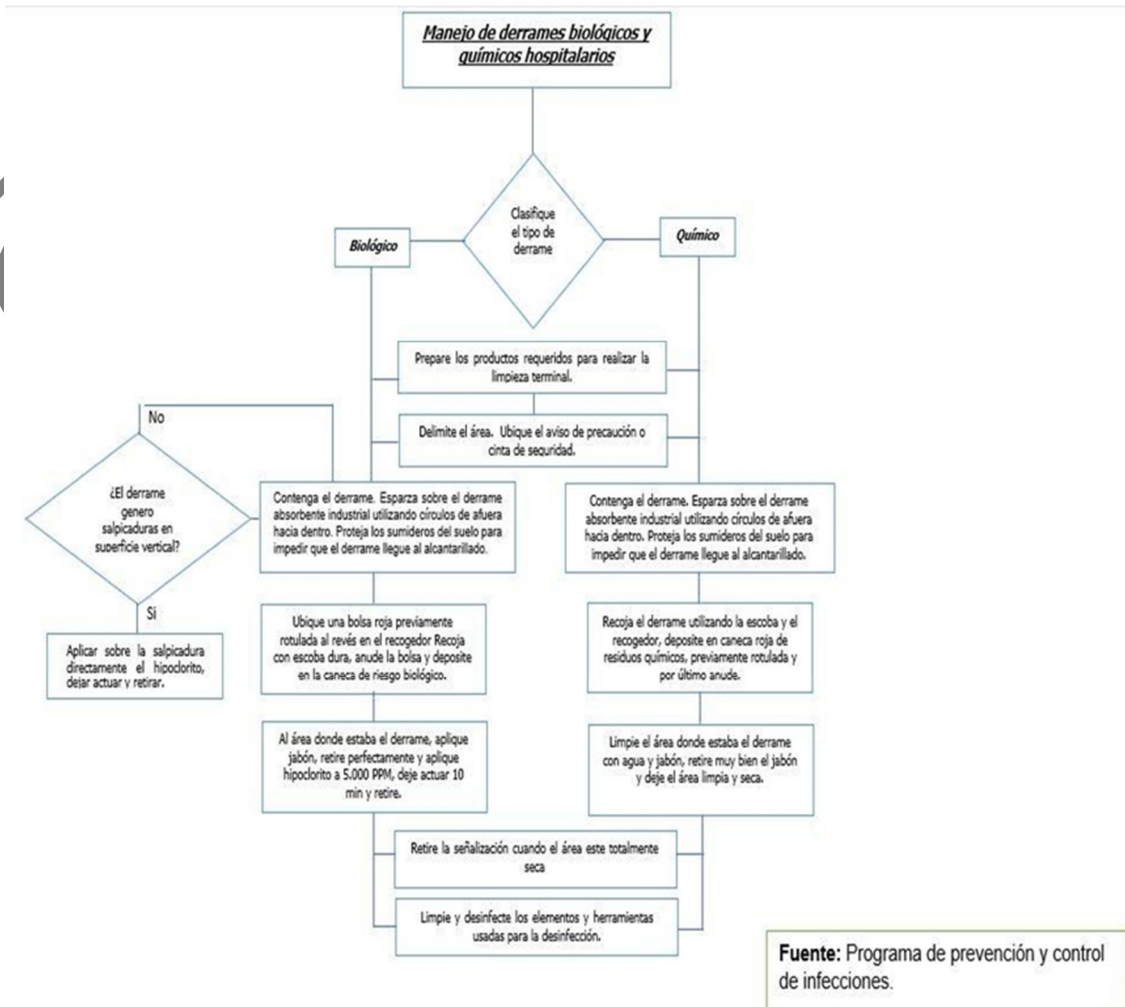 Manejo de derrames biológicos y
químicos hospitalarios
Clasifique
el tipo de
derrame
Biológico
Químico
Prepare los productos requeridos para realizar la
limpieza terminal.
Delimite el área. Ubique el aviso de precaución o
cinta de seguridad.
No
¿El derrame
genero
salpicaduras en
superficie vertical?
Si
Aplicar sobre la salpicadura
directamente el hipoclorito,
dejar actuar y retirar.
Contenga el derrame. Esparza sobre el derrame
absorbente industrial utilizando círculos de afuera
hacia dentro. Proteja los sumideros del suelo para
impedir que el derrame llegue al alcantarillado.
Contenga el derrame. Esparza sobre el derrame
absorbente industrial utilizando círculos de afuera
hacia dentro. Proteja los sumideros del suelo para
impedir que el derrame llegue al alcantarillado.
Ubique una bolsa roja previamente
rotulada al revés en el recogedor Recoja
con escoba dura, anude la bolsa y deposite
en la caneca de riesgo biológico.
Recoja el derrame utilizando la escoba y el
recogedor, deposite en caneca roja de
residuos químicos, previamente rotulada y
por último anude.
Al área donde estaba el derrame, aplique
jabón, retire perfectamente y aplique
hipoclorito a 5.000 PPM, deje actuar 10
min y retire.
Limpie el área donde estaba el derrame
con agua y jabón, retire muy bien el jabón
y deje el área limpia y seca.
Retire la señalización cuando el área este totalmente
seca
Limpie y desinfecte los elementos y herramientas
usadas para la desinfección.
Fuente: Programa de prevención y control
de infecciones.